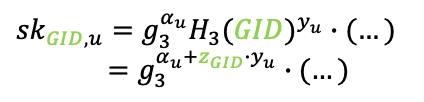 sk_{GID,u} = g_3^{α_u} H_3(GID)^{y_u} · (…)
= g_3^{α_u+z_{GID}·y_u} · (…)